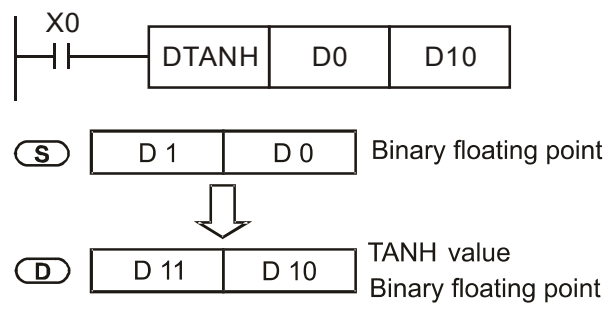 X0
DTANH D0 D10
S D 1 D 0 Binary floating point
D D 11 D 10 TANH value
Binary floating point